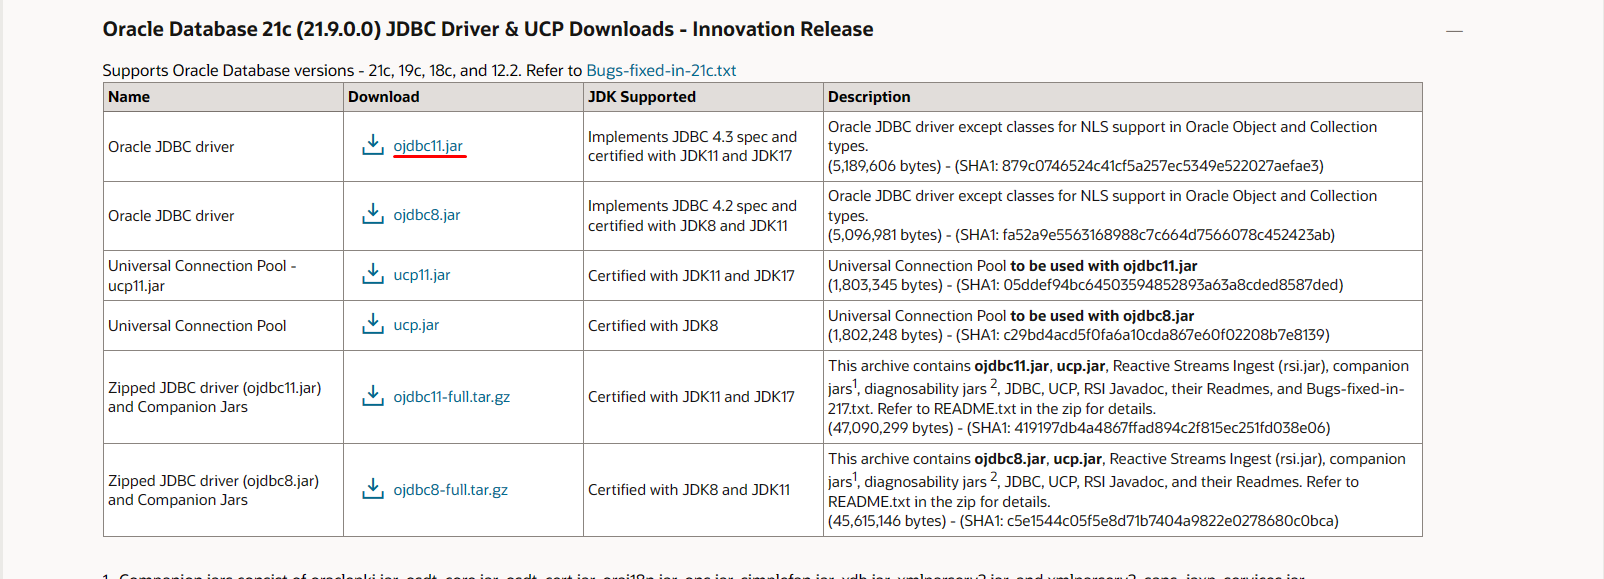 Oracle Database 21c (21.9.0.0) JDBC Driver & UCP Downloads - Innovation Release
Supports Oracle Database versions - 21c, 19c, 18c, and 12.2. Refer to Bugs-fixed-in-21c.txt
Name Download JDK Supported Description
Oracle JDBC driver
ojdbc11.jar
Implements JDBC 4.3 spec and
certified with JDK11 and JDK17
Oracle JDBC driver except classes for NLS support in Oracle Object and Collection
types.
(5,189,606 bytes) - (SHA1: 879c0746524c41cf5a257ec5349e522027aefae3)
Oracle JDBC driver
ojdbc8.jar
Implements JDBC 4.2 spec and
certified with JDK8 and JDK11
Oracle JDBC driver except classes for NLS support in Oracle Object and Collection
types.
(5,096,981 bytes) - (SHA1: fa52a9e5563168988c7c664d7566078c452423ab)
Universal Connection Pool -
ucp11.jar
ucp11.jar
Certified with JDK11 and JDK17
Universal Connection Pool to be used with ojdbc11.jar
(1,803,345 bytes) - (SHA1: 05ddef94bc64503594852893a63a8cded8587ded)
Universal Connection Pool
ucp.jar
Certified with JDK8
Universal Connection Pool to be used with ojdbc8.jar
(1,802,248 bytes) - (SHA1: c29bd4acd5f0fa6a10cda867e60f02208b7e8139)
Zipped JDBC driver (ojdbc11.jar)
and Companion Jars
ojdbc11-full.tar.gz
Certified with JDK11 and JDK17
This archive contains ojdbc11.jar, ucp.jar, Reactive Streams Ingest (rsi.jar), companion
jars1, diagnosability jars 2, JDBC, UCP, RSI Javadoc, their Readmes, and Bugs-fixed-in-
217.txt. Refer to README.txt in the zip for details.
(47,090,299 bytes) - (SHA1: 419197db4a4867ffad894c2f815ec251fd038e06)
Zipped JDBC driver (ojdbc8.jar)
and Companion Jars
ojdbc8-full.tar.gz
Certified with JDK8 and JDK11
This archive contains ojdbc8.jar, ucp.jar, Reactive Streams Ingest (rsi.jar), companion
jars1, diagnosability jars 2, JDBC, UCP, RSI Javadoc, and their Readmes. Refer to
README.txt in the zip for details.
(45,615,146 bytes) - (SHA1: c5e1544c05f5e8d71b7404a9822e0278680c0bca)